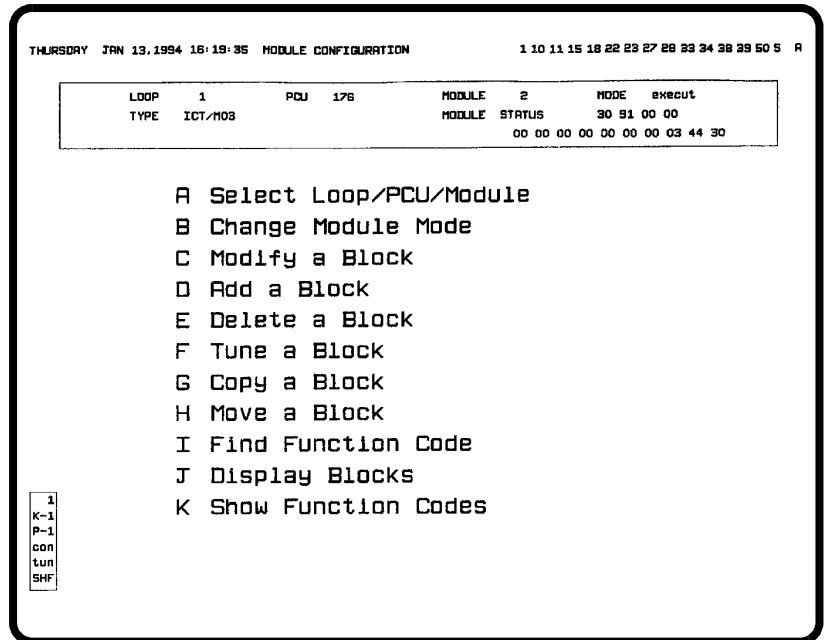 THURSDAY JAN 13,1994 16:19:35 MODULE CONFIGURATION 1 10 11 15 18 22 23 27 28 33 34 38 39 50 5 A
LOOP 1 PCU 176 MODULE 2 MODE execut
TYPE ICT/M03 MODULE STATUS 30 91 00 00
00 00 00 00 00 00 00 03 44 30
A Select Loop/PCU/Module
B Change Module Mode
C Modify a Block
D Add a Block
E Delete a Block
F Tune a Block
G Copy a Block
H Move a Block
I Find Function Code
J Display Blocks
K Show Function Codes
1
K-1
P-1
con
tun
SHF